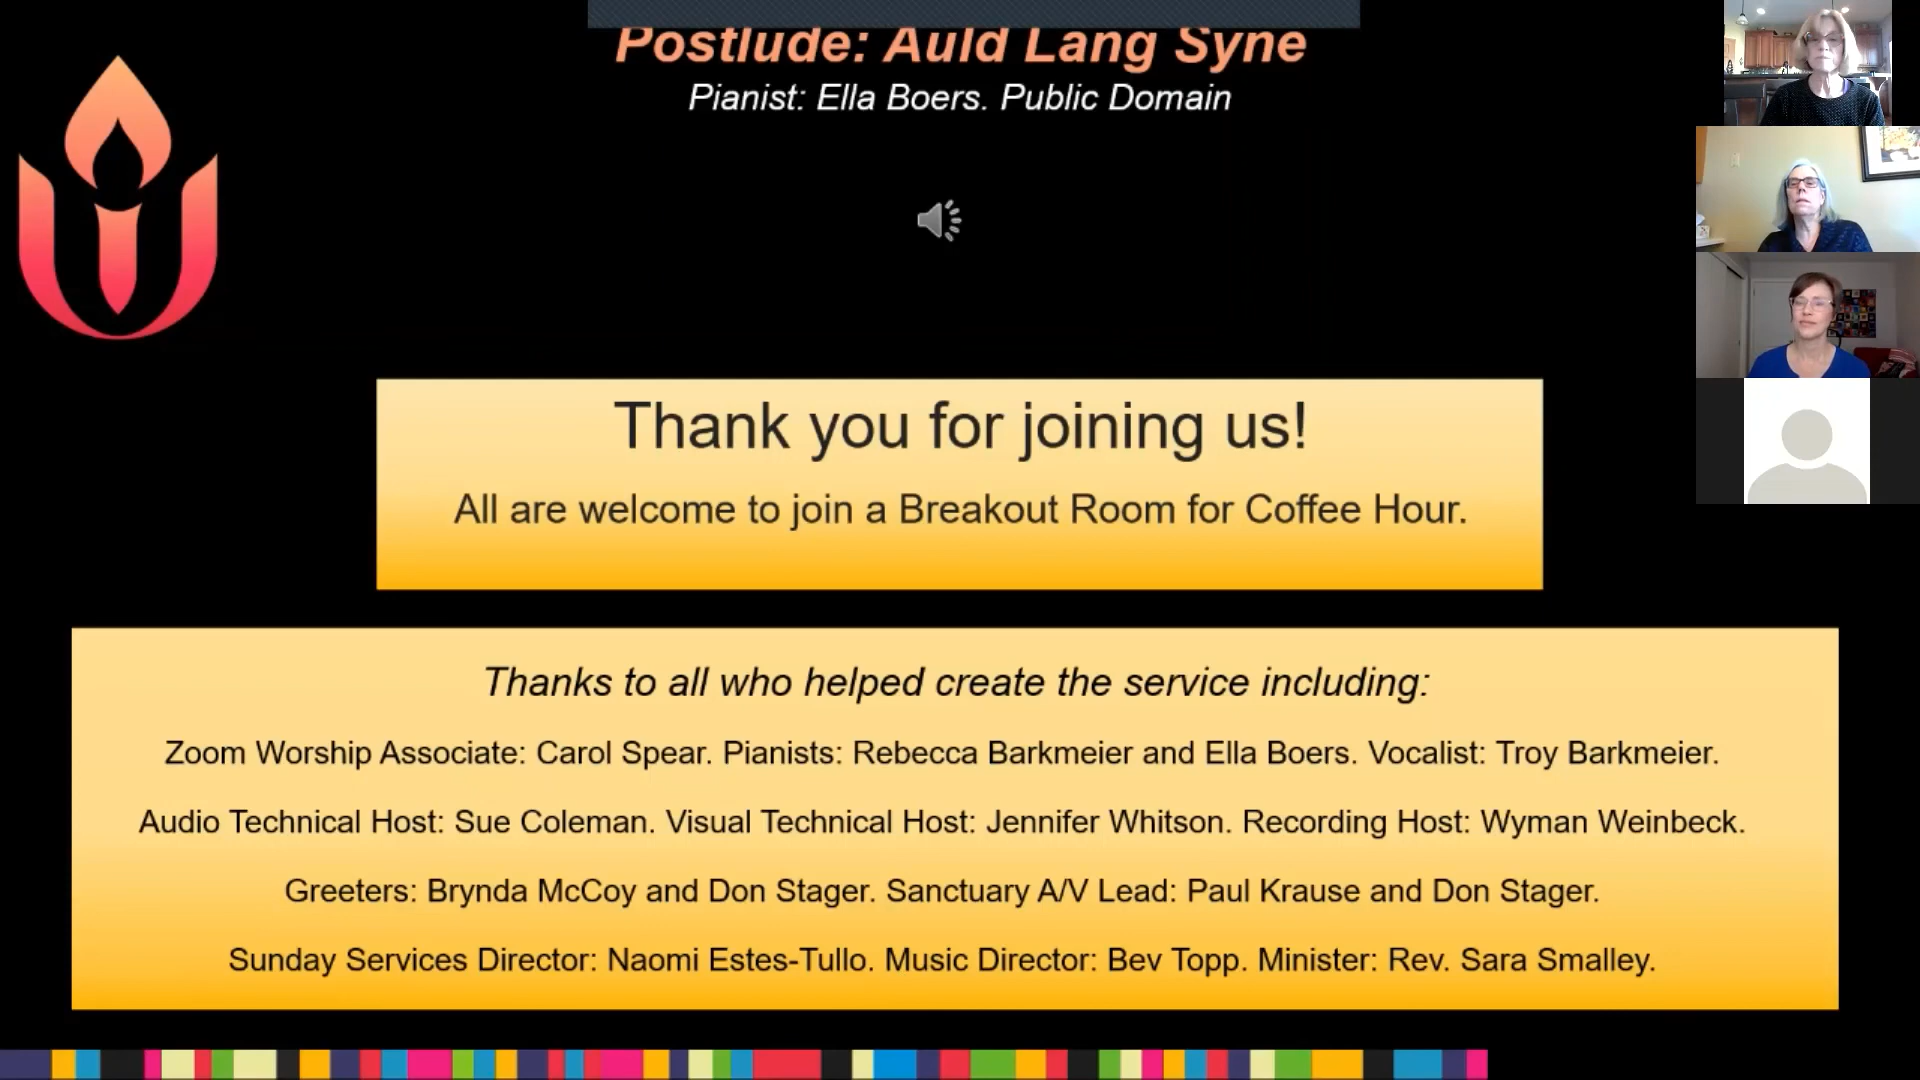 Postlude: Auld Lang Syne
Pianist: Ella Boers. Public Domain
Thank you for joining us!
All are welcome to join a Breakout Room for Coffee Hour.
Thanks to all who helped create the service including:
Zoom Worship Associate: Carol Spear. Pianists: Rebecca Barkmeier and Ella Boers. Vocalist: Troy Barkmeier.
Audio Technical Host: Sue Coleman. Visual Technical Host: Jennifer Whitson. Recording Host: Wyman Weinbeck.
Greeters: Brynda McCoy and Don Stager. Sanctuary A/V Lead: Paul Krause and Don Stager.
Sunday Services Director: Naomi Estes-Tullo. Music Director: Bev Topp. Minister: Rev. Sara Smalley.